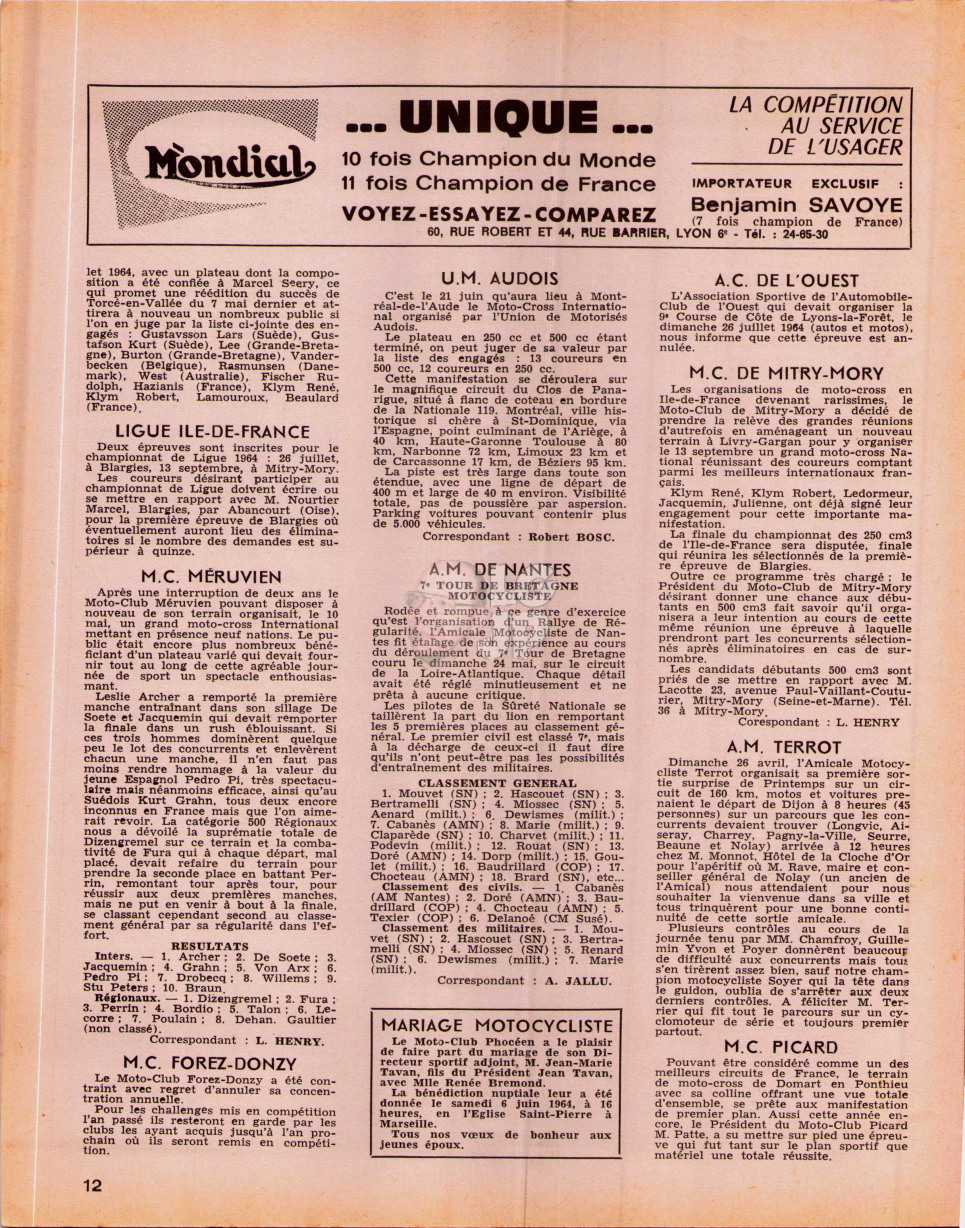 Mondial
... UNIQUE ...
10 fois Champion du Monde
11 fois Champion de France
VOYEZ-ESSAYEZ-COMPAREZ
60, RUE ROBERT ET 44, RUE BARRIER, LYON 6e - Tél. : 24-65-30
LA COMPÉTITION
AU SERVICE
DE L'USAGER
IMPORTATEUR EXCLUSIF :
Benjamin SAVOYE
(7 fois champion de France)
let 1964, avec un plateau dont la compo-
sition a été confiée à Marcel Seery, ce
qui promet une réédition du succès de
Torcé-en-Vallée du 7 mai dernier et at-
tirera à nouveau un nombreux public si
l'on en juge par la liste ci-jointe des en-
gagés : Gustavsson Lars (Suède), Gus-
tafson Kurt (Suède), Lee (Grande-Breta-
gne), Burton (Grande-Bretagne), Vander-
becken (Belgique), Rasmunsen (Dane-
mark), West (Australie), Fischer Ru-
dolph, Hazianis (France), Klym René,
Klym Robert, Lamouroux, Beaulard
(France).
LIGUE ILE-DE-FRANCE
Deux épreuves sont inscrites pour le
championnat de Ligue 1964 : 26 juillet,
à Blargies, 13 septembre, à Mitry-Mory.
Les coureurs désirant participer au
championnat de Ligue doivent écrire ou
se mettre en rapport avec M. Nourtier
Marcel, Blargies, par Abancourt (Oise),
pour la première épreuve de Blargies où
éventuellement auront lieu des élimina-
toires si le nombre des demandes est su-
périeur à quinze.
M.C. MÉRUVIEN
Après une interruption de deux ans le
Moto-Club Méruvien pouvant disposer à
nouveau de son terrain organisait, le 10
mai, un grand moto-cross International
mettant en présence neuf nations. Le pu-
blic était encore plus nombreux béné-
ficiant d'un plateau varié qui devait four-
nir tout au long de cette agréable jour-
née de sport un spectacle enthousias-
mant.
Leslie Archer a remporté la première
manche entraînant dans son sillage De
Soete et Jacquemin qui devait remporter
la finale dans un rush éblouissant. Si
ces trois hommes dominèrent quelque
peu le lot des concurrents et enlevèrent
chacun une manche, il n'en faut pas
moins rendre hommage à la valeur du
jeune Espagnol Pedro Pi, très spectacu-
laire mais néanmoins efficace, ainsi qu'au
Suédois Kurt Grahn, tous deux encore
inconnus en France mais que l'on aime-
rait revoir. La catégorie 500 Régionaux
nous a dévoilé la suprématie totale de
Dizengremel sur ce terrain et la comba-
tivité de Fura qui à chaque départ, mal
placé, devait refaire du terrain pour
prendre la seconde place en battant Per-
rin, remontant tour après tour, pour
réussir aux deux premières manches,
mais ne put en venir à bout à la finale,
se classant cependant second au classe-
ment général par sa régularité dans l'ef-
fort.
RESULTATS
Inters. — 1. Archer ; 2. De Soete ; 3.
Jacquemin ; 4. Grahn ; 5. Von Arx ; 6.
Pedro Pi ; 7. Drobecq ; 8. Willems ; 9.
Stu Peters ; 10. Braun.
Régionaux. — 1. Dizengremel ; 2. Fura ;
3. Perrin ; 4. Bordio ; 5. Talon ; 6. Le-
corre ; 7. Poulain ; 8. Dehan. Gaultier
(non classé).
Correspondant : L. HENRY.
M.C. FOREZ-DONZY
Le Moto-Club Forez-Donzy a été con-
traint avec regret d'annuler sa concen-
tration annuelle.
Pour les challenges mis en compétition
l'an passé ils resteront en garde par les
clubs les ayant acquis jusqu'à l'an pro-
chain où ils seront remis en compéti-
tion.
U.M. AUDOIS
C'est le 21 juin qu'aura lieu à Mont-
réal-de-l'Aude le Moto-Cross Internatio-
nal organisé par l'Union de Motorisés
Audois.
Le plateau en 250 cc et 500 cc étant
terminé, on peut juger de sa valeur par
la liste des engagés : 13 coureurs en
500 cc, 12 coureurs en 250 cc.
Cette manifestation se déroulera sur
le magnifique circuit du Clos de Pana-
rigue, situé à flanc de coteau en bordure
de la Nationale 119. Montréal, ville his-
torique si chère à St-Dominique, via
l'Espagne, point culminant de l'Ariège, à
40 km, Haute-Garonne Toulouse à 80
km, Narbonne 72 km, Limoux 23 km et
de Carcassonne 17 km, de Béziers 95 km.
La piste est très large dans toute son
étendue, avec une ligne de départ de
400 m et large de 40 m environ. Visibilité
totale, pas de poussière par aspersion.
Parking voitures pouvant contenir plus
de 5.000 véhicules.
Correspondant : Robert BOSC.
A.M. DE NANTES
7e TOUR DE BRETAGNE
MOTOCYCLISTE
Rodée et rompue à ce genre d'exercice
qu'est l'organisation d'un Rallye de Ré-
gularité, l'Amicale Motocycliste de Nan-
tes fit étalage de son expérience au cours
du déroulement du 7e Tour de Bretagne
couru le dimanche 24 mai, sur le circuit
de la Loire-Atlantique. Chaque détail
avait été réglé minutieusement et ne
prêta à aucune critique.
Les pilotes de la Sûreté Nationale se
taillèrent la part du lion en remportant
les 5 premières places au classement gé-
néral. Le premier civil est classé 7e, mais
à la décharge de ceux-ci il faut dire
qu'ils n'ont peut-être pas les possibilités
d'entraînement des militaires.
CLASSEMENT GENERAL
1. Mouvet (SN) ; 2. Hascouet (SN) ; 3.
Bertramelli (SN) ; 4. Miossec (SN) ; 5.
Aenard (milit.) ; 6. Dewismes (milit.) ;
7. Cabanès (AMN) ; 8. Marie (milit.) ; 9.
Claparède (SN) ; 10. Charvet (milit.) ; 11.
Podevin (milit.) ; 12. Rouat (SN) ; 13.
Doré (AMN) ; 14. Dorp (milit.) ; 15. Gou-
let (milit.) ; 16. Baudrillard (COP) ; 17.
Chocteau (AMN) ; 18. Brard (SN), etc...
Classement des civils. — 1. Cabanès
(AM Nantes) ; 2. Doré (AMN) ; 3. Bau-
drillard (COP) ; 4. Chocteau (AMN) ; 5.
Texier (COP) ; 6. Delanoé (CM Susé).
Classement des militaires. — 1. Mou-
vet (SN) ; 2. Hascouet (SN) ; 3. Bertra-
melli (SN) ; 4. Miossec (SN) ; 5. Renard
(SN) ; 6. Dewismes (milit.) ; 7. Marie
(milit.).
Correspondant : A. JALLU.
MARIAGE MOTOCYCLISTE
Le Moto-Club Phocéen a le plaisir
de faire part du mariage de son Di-
recteur sportif adjoint, M. Jean-Marie
Tavan, fils du Président Jean Tavan,
avec Mlle Renée Bremond.
La bénédiction nuptiale leur a été
donnée le samedi 6 juin 1964, à 16
heures, en l'Eglise Saint-Pierre à
Marseille.
Tous nos vœux de bonheur aux
jeunes époux.
A.C. DE L'OUEST
L'Association Sportive de l'Automobile-
Club de l'Ouest qui devait organiser la
9e Course de Côte de Lyons-la-Forêt, le
dimanche 26 juillet 1964 (autos et motos),
nous informe que cette épreuve est an-
nulée.
M.C. DE MITRY-MORY
Les organisations de moto-cross en
Ile-de-France devenant rarissimes, le
Moto-Club de Mitry-Mory a décidé de
prendre la relève des grandes réunions
d'autrefois en aménageant un nouveau
terrain à Livry-Gargan pour y organiser
le 13 septembre un grand moto-cross Na-
tional réunissant des coureurs comptant
parmi les meilleurs internationaux fran-
çais.
Klym René, Klym Robert, Ledormeur,
Jacquemin, Julienne, ont déjà signé leur
engagement pour cette importante ma-
nifestation.
La finale du championnat des 250 cm3
de l'Ile-de-France sera disputée, finale
qui réunira les sélectionnés de la premiè-
re épreuve de Blargies.
Outre ce programme très chargé ; le
Président du Moto-Club de Mitry-Mory
désirant donner une chance aux débu-
tants en 500 cm3 fait savoir qu'il orga-
nisera a leur intention au cours de cette
même réunion une épreuve à laquelle
prendront part les concurrents sélection-
nés après éliminatoires en cas de sur-
nombre.
Les candidats débutants 500 cm3 sont
priés de se mettre en rapport avec M.
Lacotte 23, avenue Paul-Vaillant-Coutu-
rier, Mitry-Mory (Seine-et-Marne). Tél.
36 à Mitry-Mory.
Corespondant : L. HENRY
A.M. TERROT
Dimanche 26 avril, l'Amicale Motocy-
cliste Terrot organisait sa première sor-
tie surprise de Printemps sur un cir-
cuit de 160 km, motos et voitures pre-
naient le départ de Dijon à 8 heures (45
personnes) sur un parcours que les con-
currents devaient trouver (Longvic, Ai-
seray, Charrey, Pagny-la-Ville, Seurre,
Beaune et Nolay) arrivée à 12 heures
chez M. Monnot, Hôtel de la Cloche d'Or
pour l'apéritif où M. Rave, maire et con-
seiller général de Nolay (un ancien de
l'Amical) nous attendaient pour nous
souhaiter la vienvenue dans sa ville et
tous trinquèrent pour une bonne conti-
nuité de cette sortie amicale.
Plusieurs contrôles au cours de la
journée tenu par MM. Chamfroy, Guille-
min Yvon et Poyer donnèrent beaucoup
de difficulté aux concurrents mais tous
s'en tirèrent assez bien, sauf notre cham-
pion motocycliste Soyer qui la tête dans
le guidon, oublia de s'arrêter aux deux
derniers contrôles. A féliciter M. Ter-
rier qui fit tout le parcours sur un cy-
clomoteur de série et toujours premier
partout.
M.C. PICARD
Pouvant être considéré comme un des
meilleurs circuits de France, le terrain
de moto-cross de Domart en Ponthieu
avec sa colline offrant une vue totale
d'ensemble, se prête aux manifestation
de premier plan. Aussi cette année en-
core, le Président du Moto-Club Picard
M. Patte, a su mettre sur pied une épreu-
ve qui fut tant sur le plan sportif que
matériel une totale réussite.
12